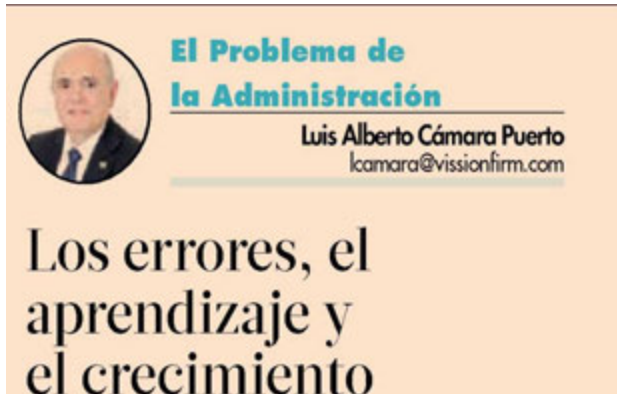 El Problema de
la Administración
Luis Alberto Cámara Puerto
lcamara@vissionfirm.com
Los errores, el
aprendizaje y
el crecimiento